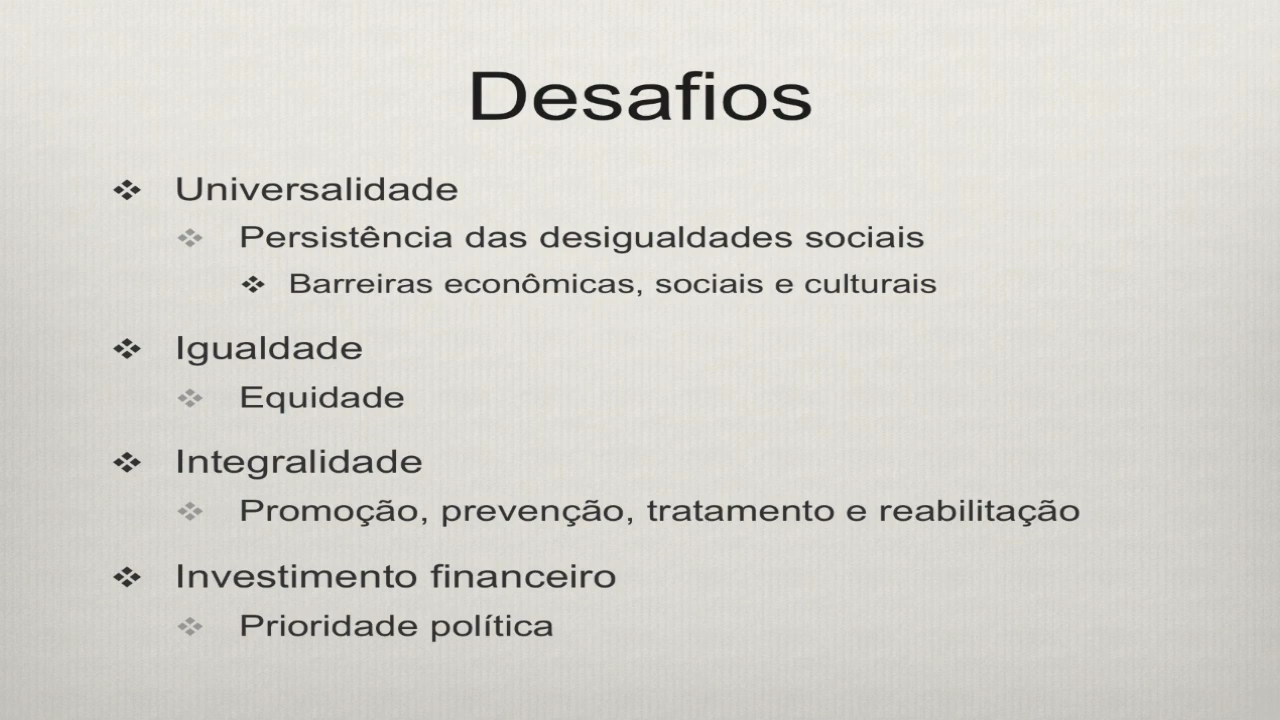 Desafios
Universalidade
Persistência das desigualdades sociais
Barreiras econômicas, sociais e culturais
Igualdade
Equidade
Integralidade
Promoção, prevenção, tratamento e reabilitação
Investimento financeiro
Prioridade política